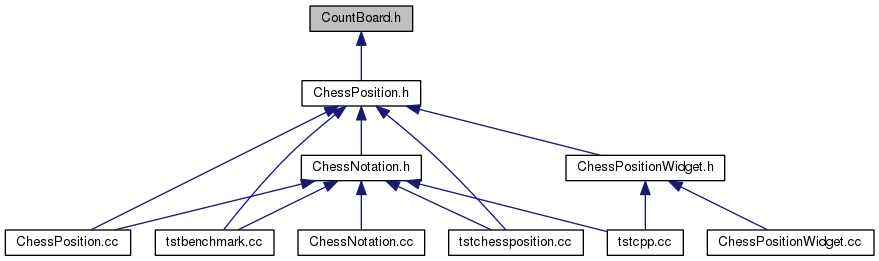 CountBoard.h
ChessPosition.h
ChessNotation.h
ChessPositionWidget.h
ChessPosition.cc
tstbenchmark.cc
ChessNotation.cc
tstchessposition.cc
tstcpp.cc
ChessPositionWidget.cc